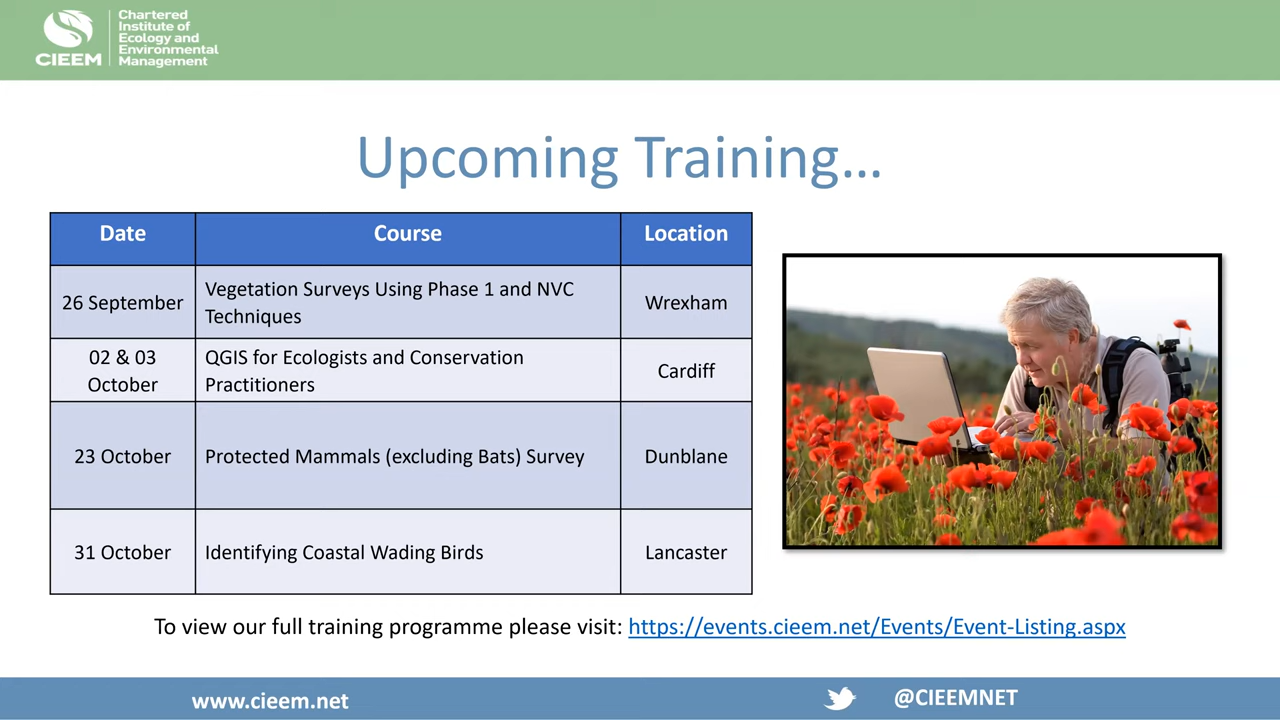 CIEEM
Chartered
Institute of
Ecology and
Environmental
Management
Upcoming Training...
Date Course Location
26 September Vegetation Surveys Using Phase 1 and NVC
Techniques Wrexham
02 & 03
October QGIS for Ecologists and Conservation
Practitioners Cardiff
23 October Protected Mammals (excluding Bats) Survey Dunblane
31 October Identifying Coastal Wading Birds Lancaster
To view our full training programme please visit: https://events.cieem.net/Events/Event-Listing.aspx
www.cieem.net @CIEEMNET